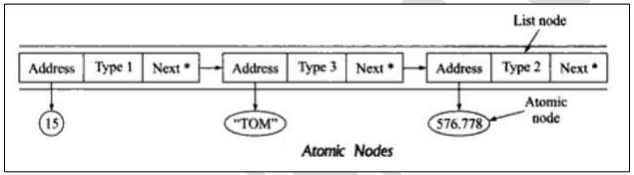 List node
Address Type 1 Next * Address Type 3 Next * Address Type 2 Next *
15 “TOM” 576.778 Atomic
node
Atomic Nodes